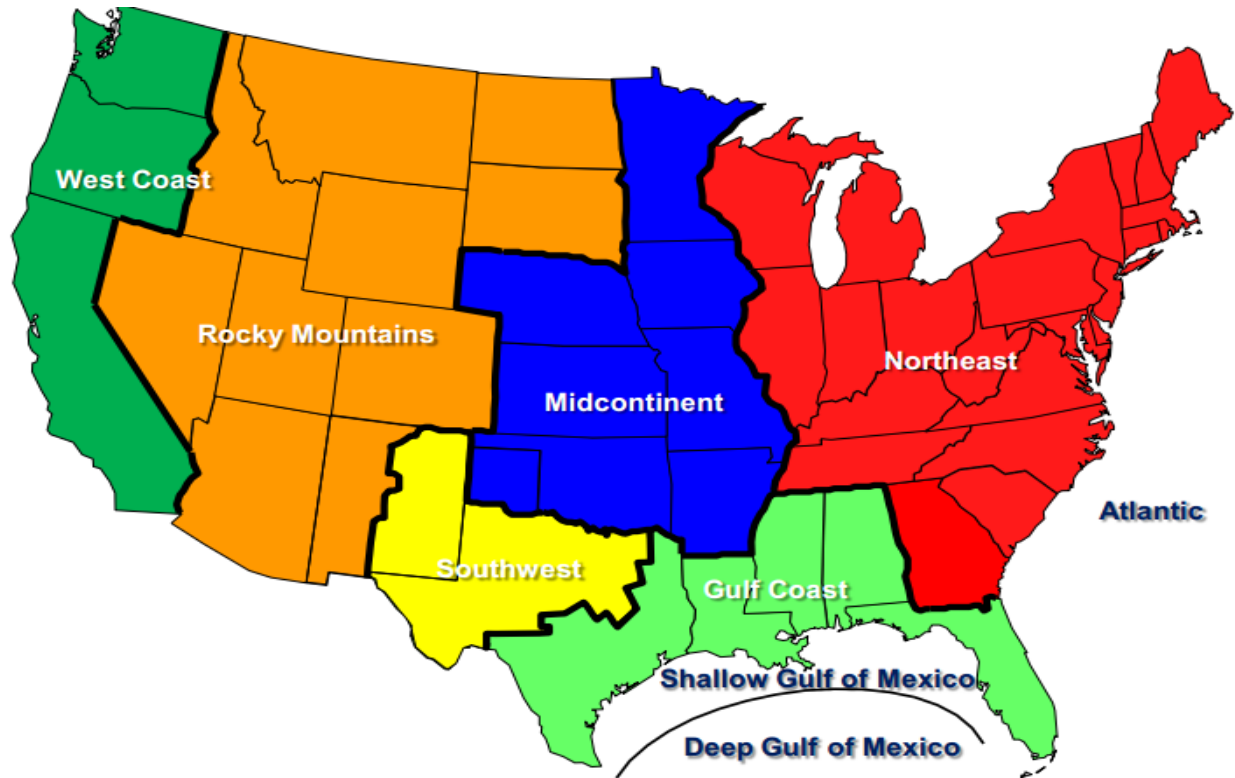 West Coast
Rocky Mountains
Northeast
Midcontinent
Atlantic
Southwest
Gulf Coast
Shallow Gulf of Mexico
Deep Gulf of Mexico